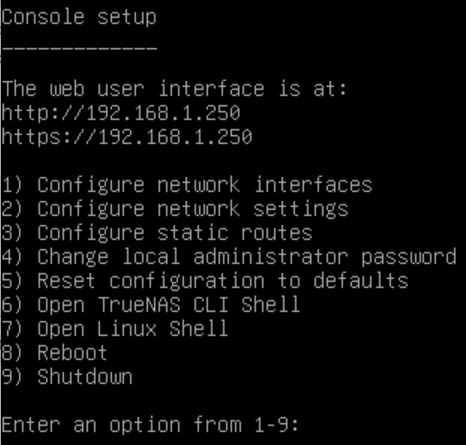 Console setup
-------------
The web user interface is at:
http://192.168.1.250
https://192.168.1.250
1) Configure network interfaces
2) Configure network settings
3) Configure static routes
4) Change local administrator password
5) Reset configuration to defaults
6) Open TrueNAS CLI Shell
7) Open Linux Shell
8) Reboot
9) Shutdown
Enter an option from 1-9: